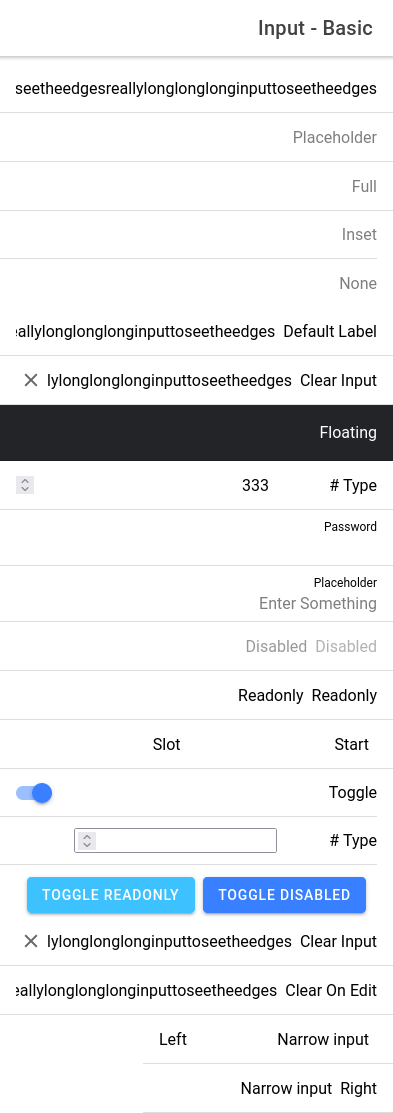 Input - Basic
seetheedgesreallylonglonglonginputtoseetheedges
Placeholder
Full
Inset
None
eallylonglonglonginputtoseetheedges Default Label
lylonglonglonginputtoseetheedges Clear Input
Floating
333 # Type
Password
Placeholder
Enter Something
Disabled Disabled
Readonly Readonly
Slot Start
Toggle
# Type
TOGGLE READONLY TOGGLE DISABLED
lylonglonglonginputtoseetheedges Clear Input
eallylonglonglonginputtoseetheedges Clear On Edit
Left Narrow input
Narrow input Right